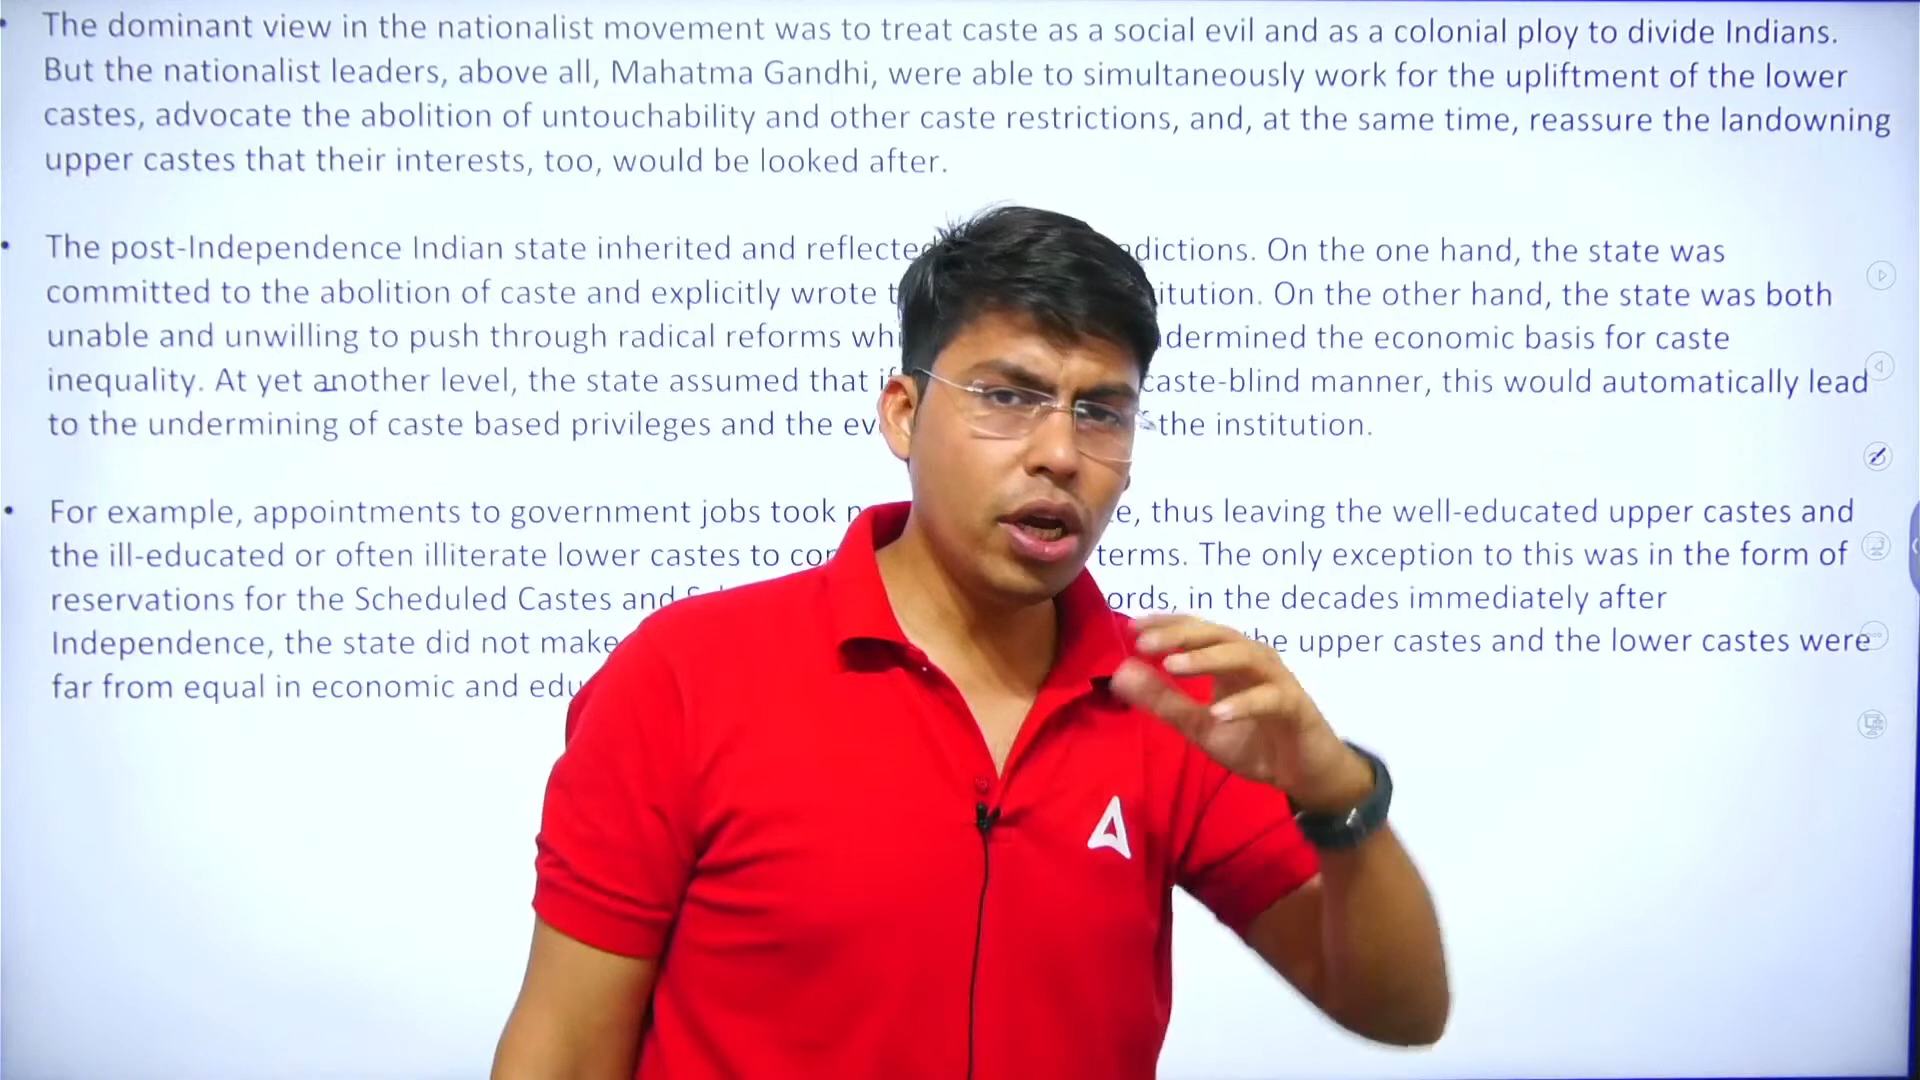 The dominant view in the nationalist movement was to treat caste as a social evil and as a colonial ploy to divide Indians.
But the nationalist leaders, above all, Mahatma Gandhi, were able to simultaneously work for the upliftment of the lower
castes, advocate the abolition of untouchability and other caste restrictions, and, at the same time, reassure the landowning
upper castes that their interests, too, would be looked after.
The post-Independence Indian state inherited and reflected dictions. On the one hand, the state was
committed to the abolition of caste and explicitly wrote itution. On the other hand, the state was both
unable and unwilling to push through radical reforms whi dermined the economic basis for caste
inequality. At yet another level, the state assumed that if caste-blind manner, this would automatically lead
to the undermining of caste based privileges and the ev the institution.
For example, appointments to government jobs took n e, thus leaving the well-educated upper castes and
the ill-educated or often illiterate lower castes to con terms. The only exception to this was in the form of
reservations for the Scheduled Castes and ords, in the decades immediately after
Independence, the state did not make the upper castes and the lower castes were
far from equal in economic and edu